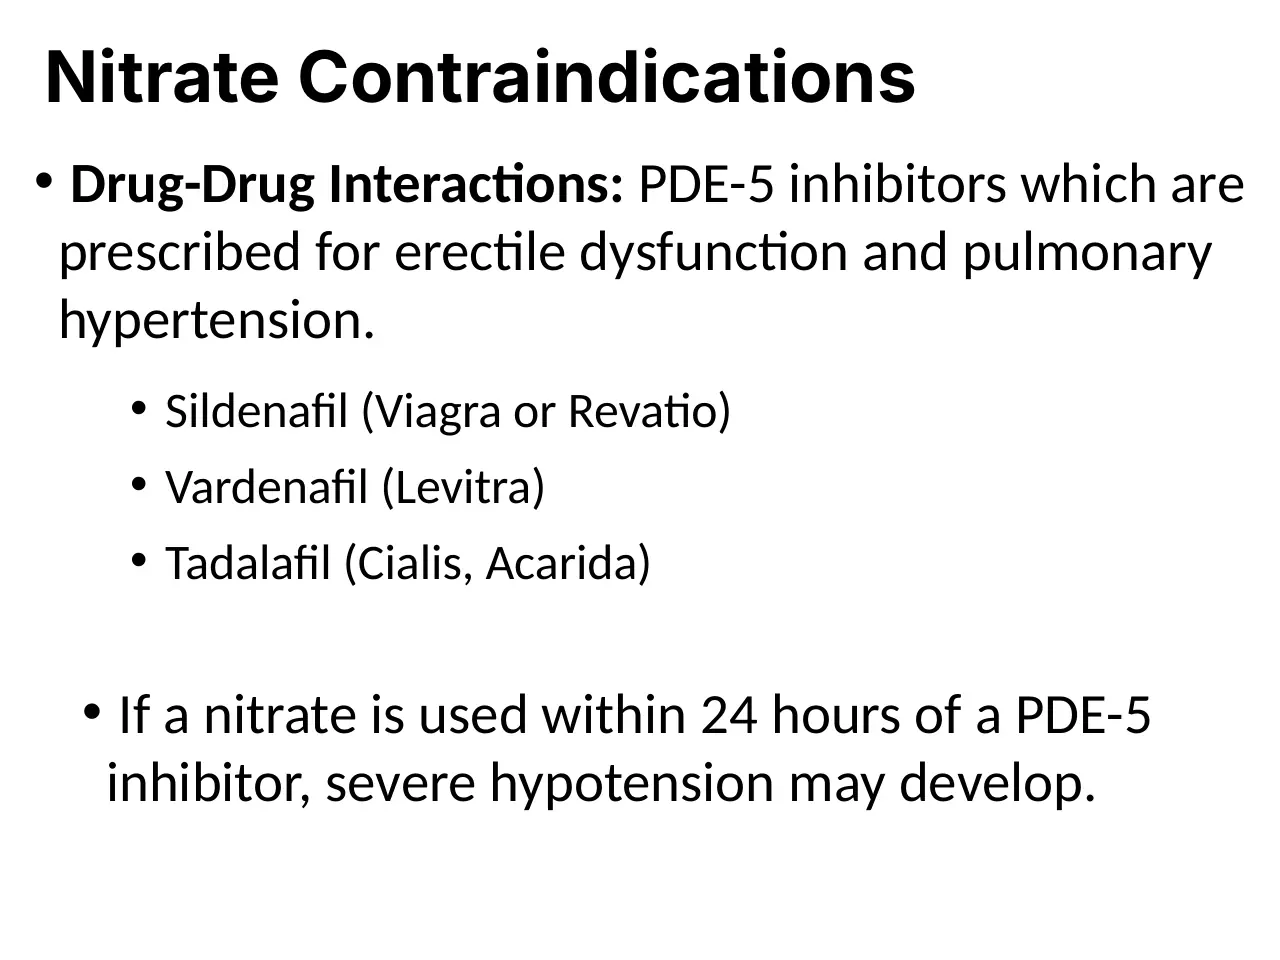 Nitrate Contraindications
• Drug-Drug Interactions: PDE-5 inhibitors which are
prescribed for erectile dysfunction and pulmonary
hypertension.
• Sildenafil (Viagra or Revatio)
• Vardenafil (Levitra)
• Tadalafil (Cialis, Acarida)
• If a nitrate is used within 24 hours of a PDE-5
inhibitor, severe hypotension may develop.